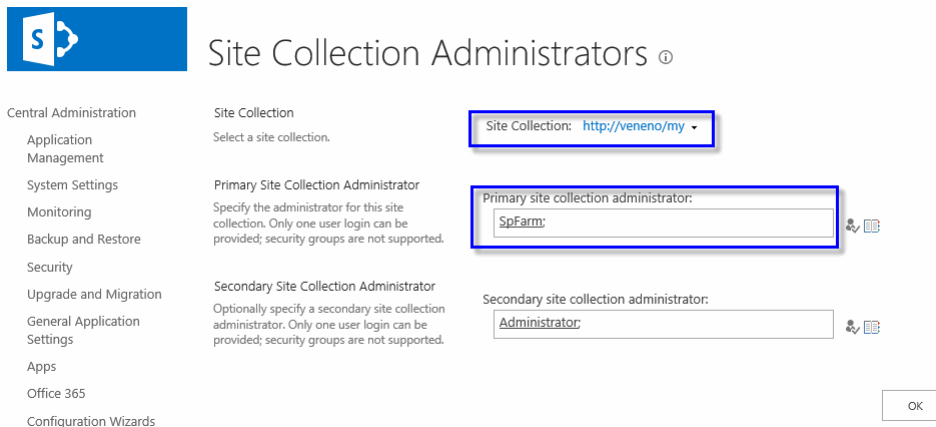 S
Site Collection Administrators
Central Administration
Application
Management
System Settings
Monitoring
Backup and Restore
Security
Upgrade and Migration
General Application
Settings
Apps
Office 365
Configuration Wizards
Site Collection
Select a site collection.
Site Collection: http://veneno/my
Primary Site Collection Administrator
Specify the administrator for this site
collection. Only one user login can be
provided; security groups are not supported.
Primary site collection administrator:
SpFarm;
Secondary Site Collection Administrator
Optionally specify a secondary site collection
administrator. Only one user login can be
provided; security groups are not supported.
Secondary site collection administrator:
Administrator;
OK